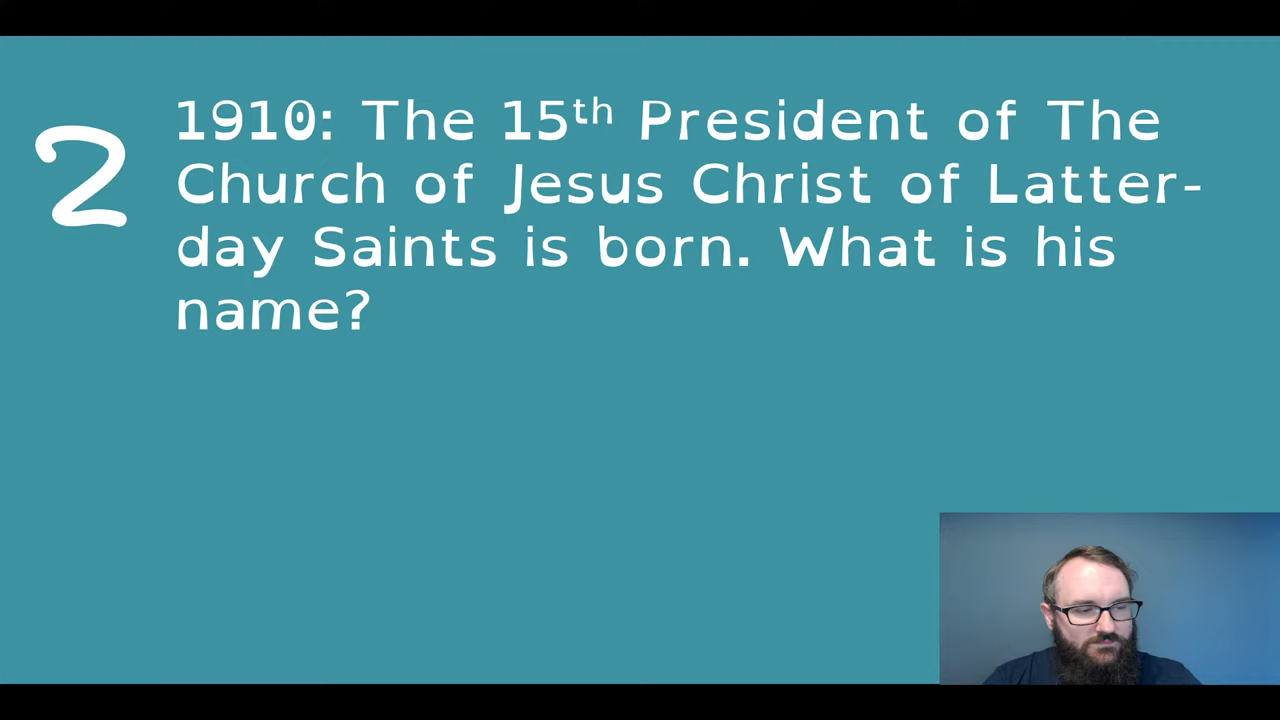 2
1910: The 15th President of The
Church of Jesus Christ of Latter-
day Saints is born. What is his
name?